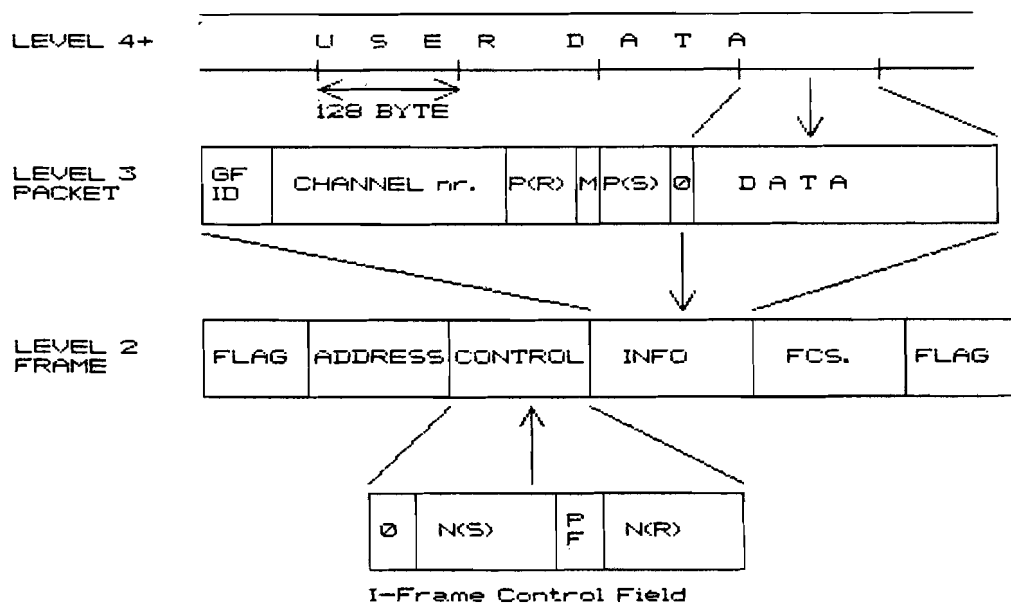 LEVEL 4+
U S E R D A T A
128 BYTE
LEVEL 3
PACKET
GF
ID
CHANNEL nr.
P(R)
M
P(S)
0
D A T A
LEVEL 2
FRAME
FLAG
ADDRESS
CONTROL
INFO
FCS.
FLAG
0
N(S)
P
F
N(R)
I-Frame Control Field